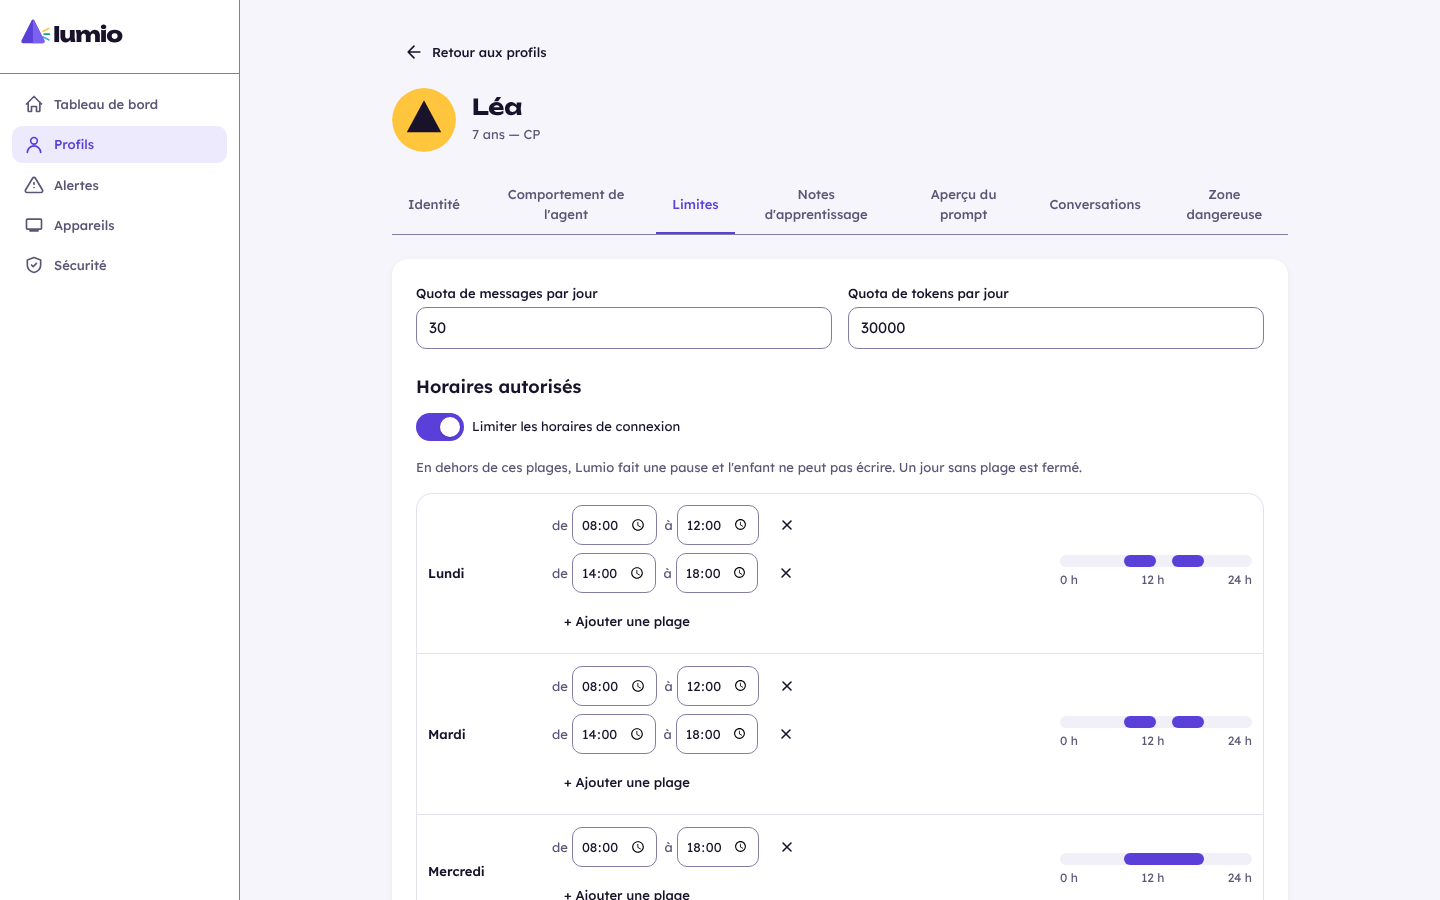 lumio
Tableau de bord
Profils
Alertes
Appareils
Sécurité
Retour aux profils
Léa
7 ans — CP
Identité
Comportement de
l'agent
Limites
Notes
d'apprentissage
Aperçu du
prompt
Conversations
Zone
dangereuse
Quota de messages par jour
30
Quota de tokens par jour
30000
Horaires autorisés
Limiter les horaires de connexion
En dehors de ces plages, Lumio fait une pause et l'enfant ne peut pas écrire. Un jour sans plage est fermé.
Lundi
de 08:00 à 12:00
de 14:00 à 18:00
+ Ajouter une plage
0 h 12 h 24 h
Mardi
de 08:00 à 12:00
de 14:00 à 18:00
+ Ajouter une plage
0 h 12 h 24 h
Mercredi
de 08:00 à 18:00
+ Ajouter une plage
0 h 12 h 24 h